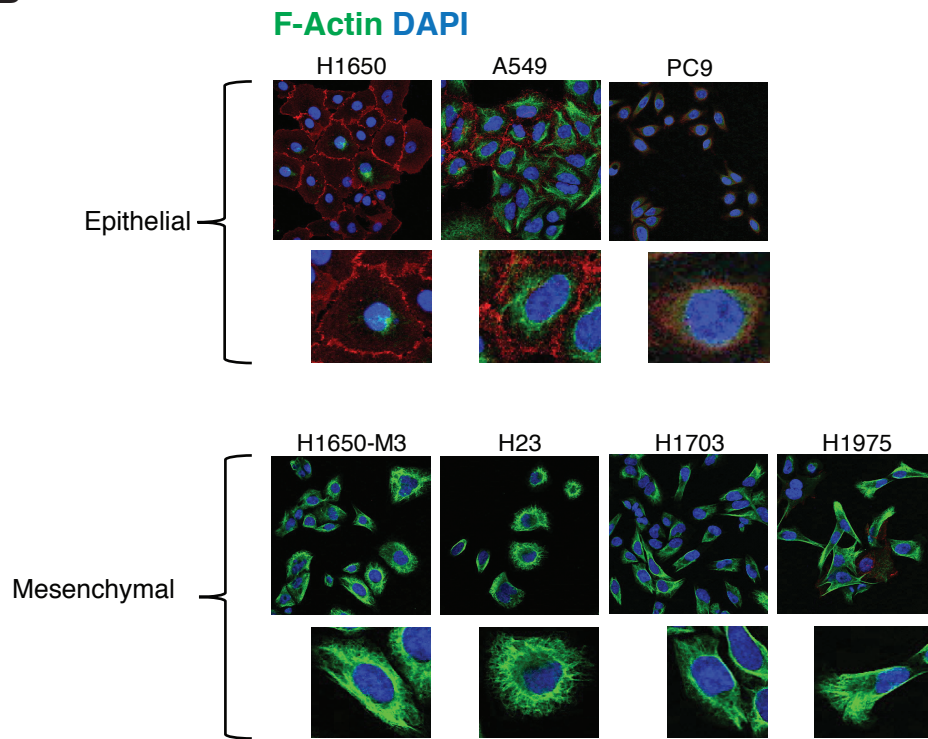 F-Actin DAPI
H1650 A549 PC9
Epithelial
H1650-M3 H23 H1703 H1975
Mesenchymal